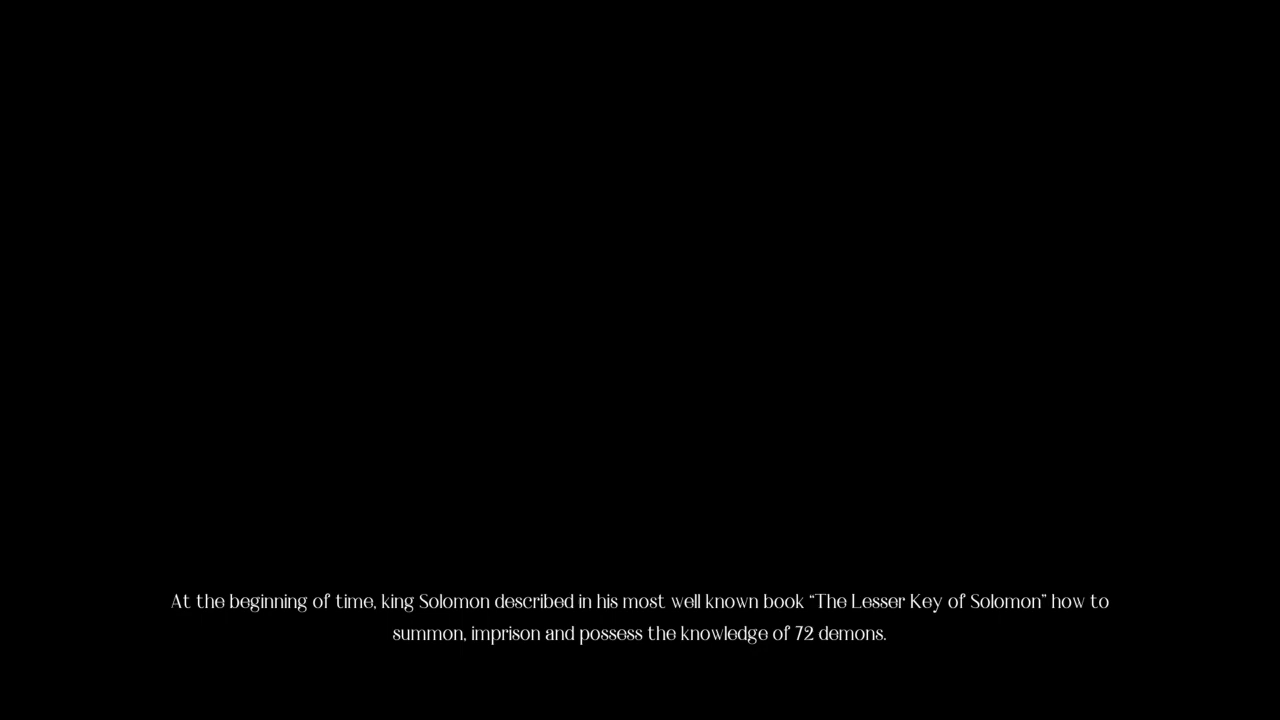 At the beginning of time, king Solomon described in his most well known book “The Lesser Key of Solomon” how to
summon, imprison and possess the knowledge of 72 demons.